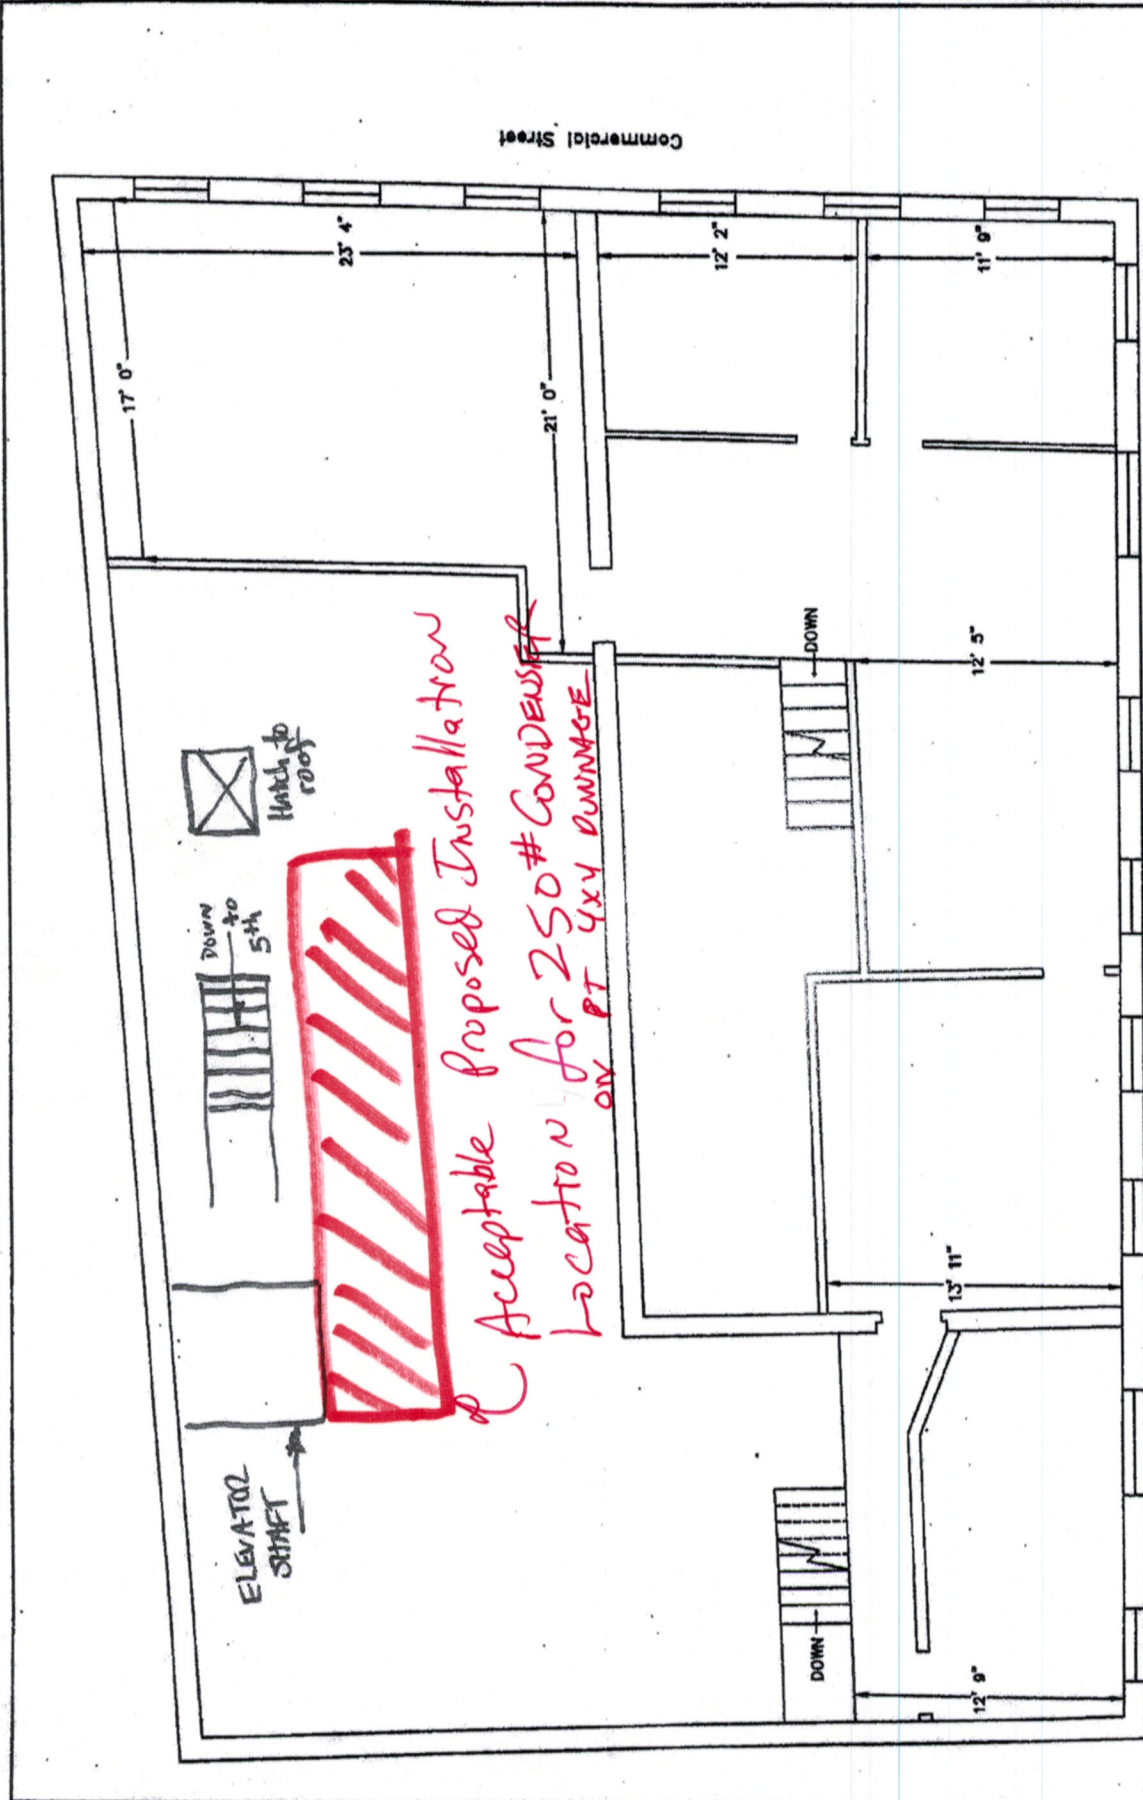 Commercial Street
17' 0"
23' 4"
21' 0"
12' 2"
11' 9"
Hatch to
roof
DOWN
to
5th
ELEVATOR
SHAFT
Acceptable Proposed Installation
Location for 250# CONDENSER
ON PT 4x4 DUNNAGE
DOWN
12' 5"
13' 11"
DOWN
12' 9"